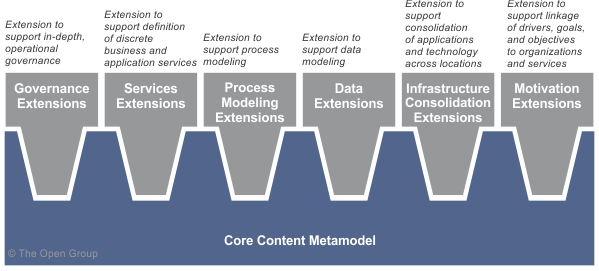 Extension to
support in-depth,
operational
governance
Extension to
support definition
of discrete
business and
application services
Extension to
support process
modeling
Extension to
support data
modeling
Extension to
support
consolidation
of applications
and technology
across locations
Extension to
support linkage
of drivers, goals,
and objectives
to organizations
and services
Governance
Extensions
Services
Extensions
Process
Modeling
Extensions
Data
Extensions
Infrastructure
Consolidation
Extensions
Motivation
Extensions
Core Content Metamodel
© The Open Group